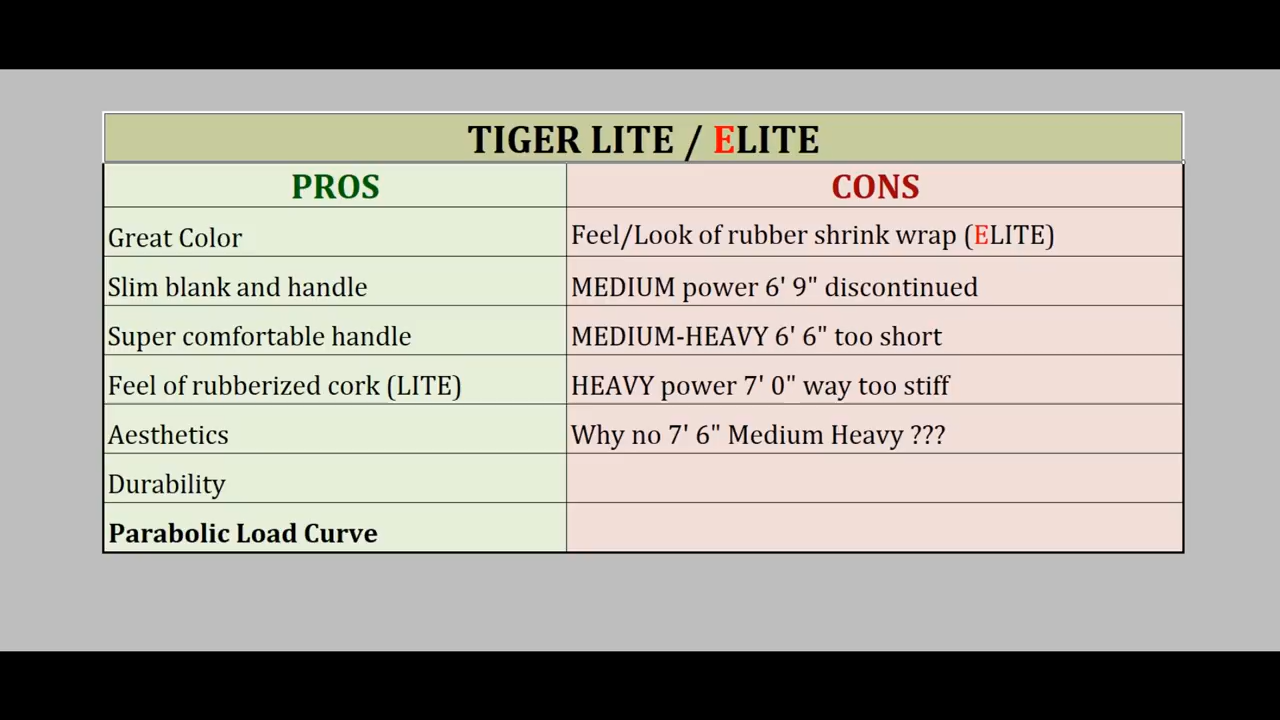 TIGER LITE / ELITE
PROS
CONS
Great Color
Feel/Look of rubber shrink wrap (ELITE)
Slim blank and handle
MEDIUM power 6' 9" discontinued
Super comfortable handle
MEDIUM-HEAVY 6' 6" too short
Feel of rubberized cork (LITE)
HEAVY power 7' 0" way too stiff
Aesthetics
Why no 7' 6" Medium Heavy ???
Durability
Parabolic Load Curve